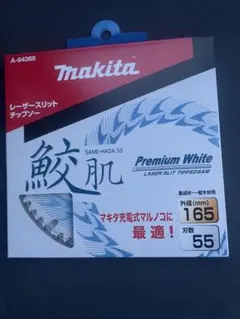 A-64369
makita
レーザースリット
チップソー
鮫肌
SAME-HADA 55
Premium White
LASER SLIT TIPPEDSAW
集成材・一般木材用
マキタ充電式マルノコに
最適!
外径(mm)
165
刃数
55